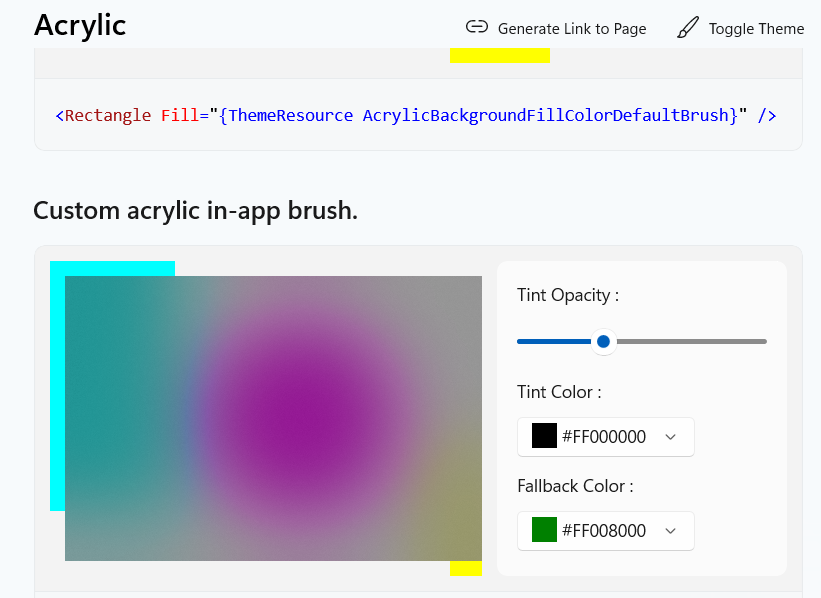 Acrylic
Generate Link to Page
Toggle Theme
<Rectangle Fill="{ThemeResource AcrylicBackgroundFillColorDefaultBrush}" />
Custom acrylic in-app brush.
Tint Opacity :
Tint Color :
#FF000000
Fallback Color :
#FF008000